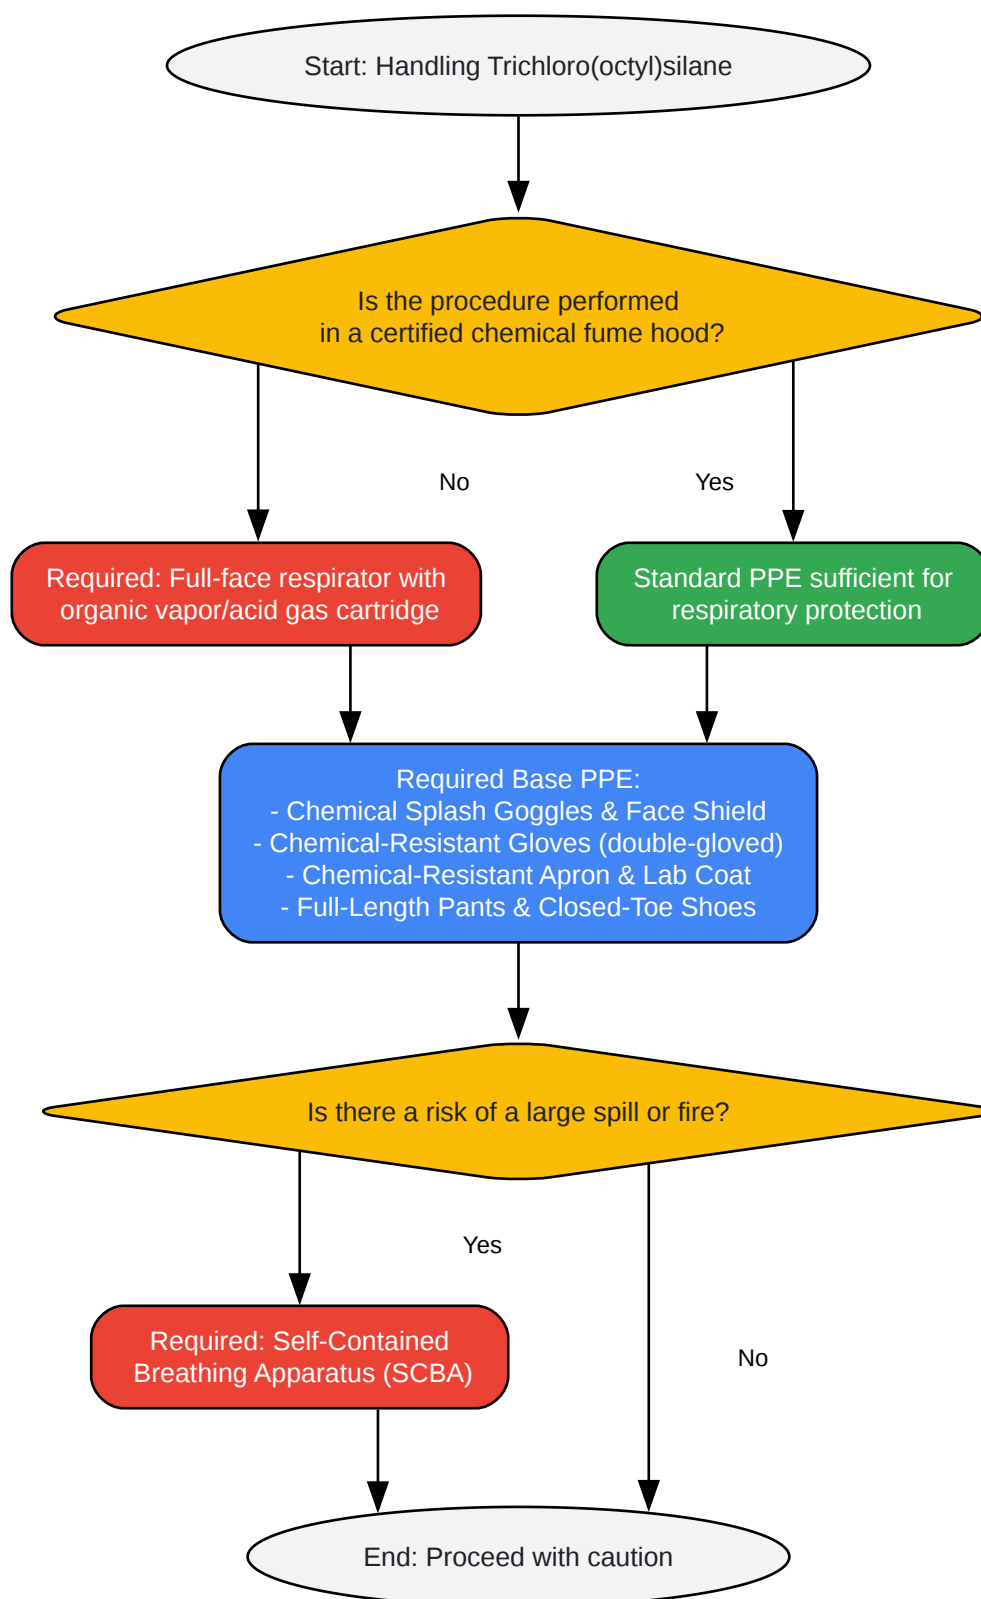 Start: Handling Trichloro(octyl)silane
Is the procedure performed
in a certified chemical fume hood?
No
Yes
Required: Full-face respirator with
organic vapor/acid gas cartridge
Standard PPE sufficient for
respiratory protection
Required Base PPE:
- Chemical Splash Goggles & Face Shield
- Chemical-Resistant Gloves (double-gloved)
- Chemical-Resistant Apron & Lab Coat
- Full-Length Pants & Closed-Toe Shoes
Is there a risk of a large spill or fire?
Yes
Required: Self-Contained
Breathing Apparatus (SCBA)
No
End: Proceed with caution